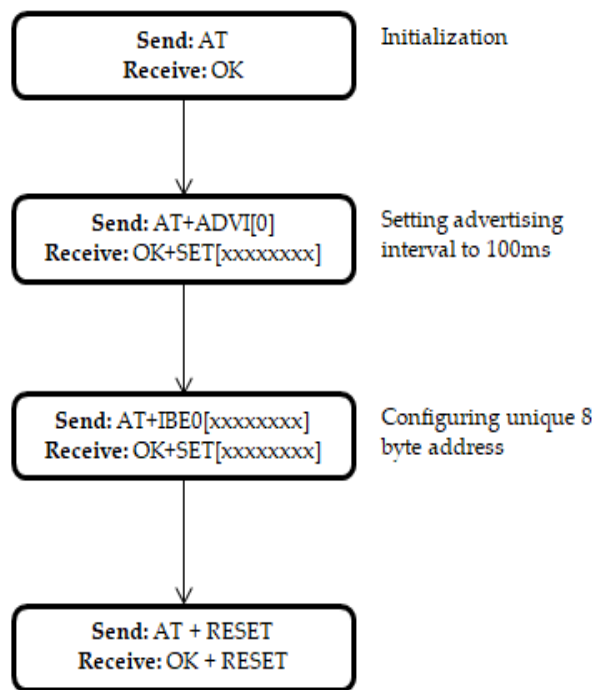 Send: AT
Receive: OK
Initialization
Send: AT+ADVI[0]
Receive: OK+SET[xxxxxxxx]
Setting advertising
interval to 100ms
Send: AT+IBE0[xxxxxxxx]
Receive: OK+SET[xxxxxxxx]
Configuring unique 8
byte address
Send: AT + RESET
Receive: OK + RESET